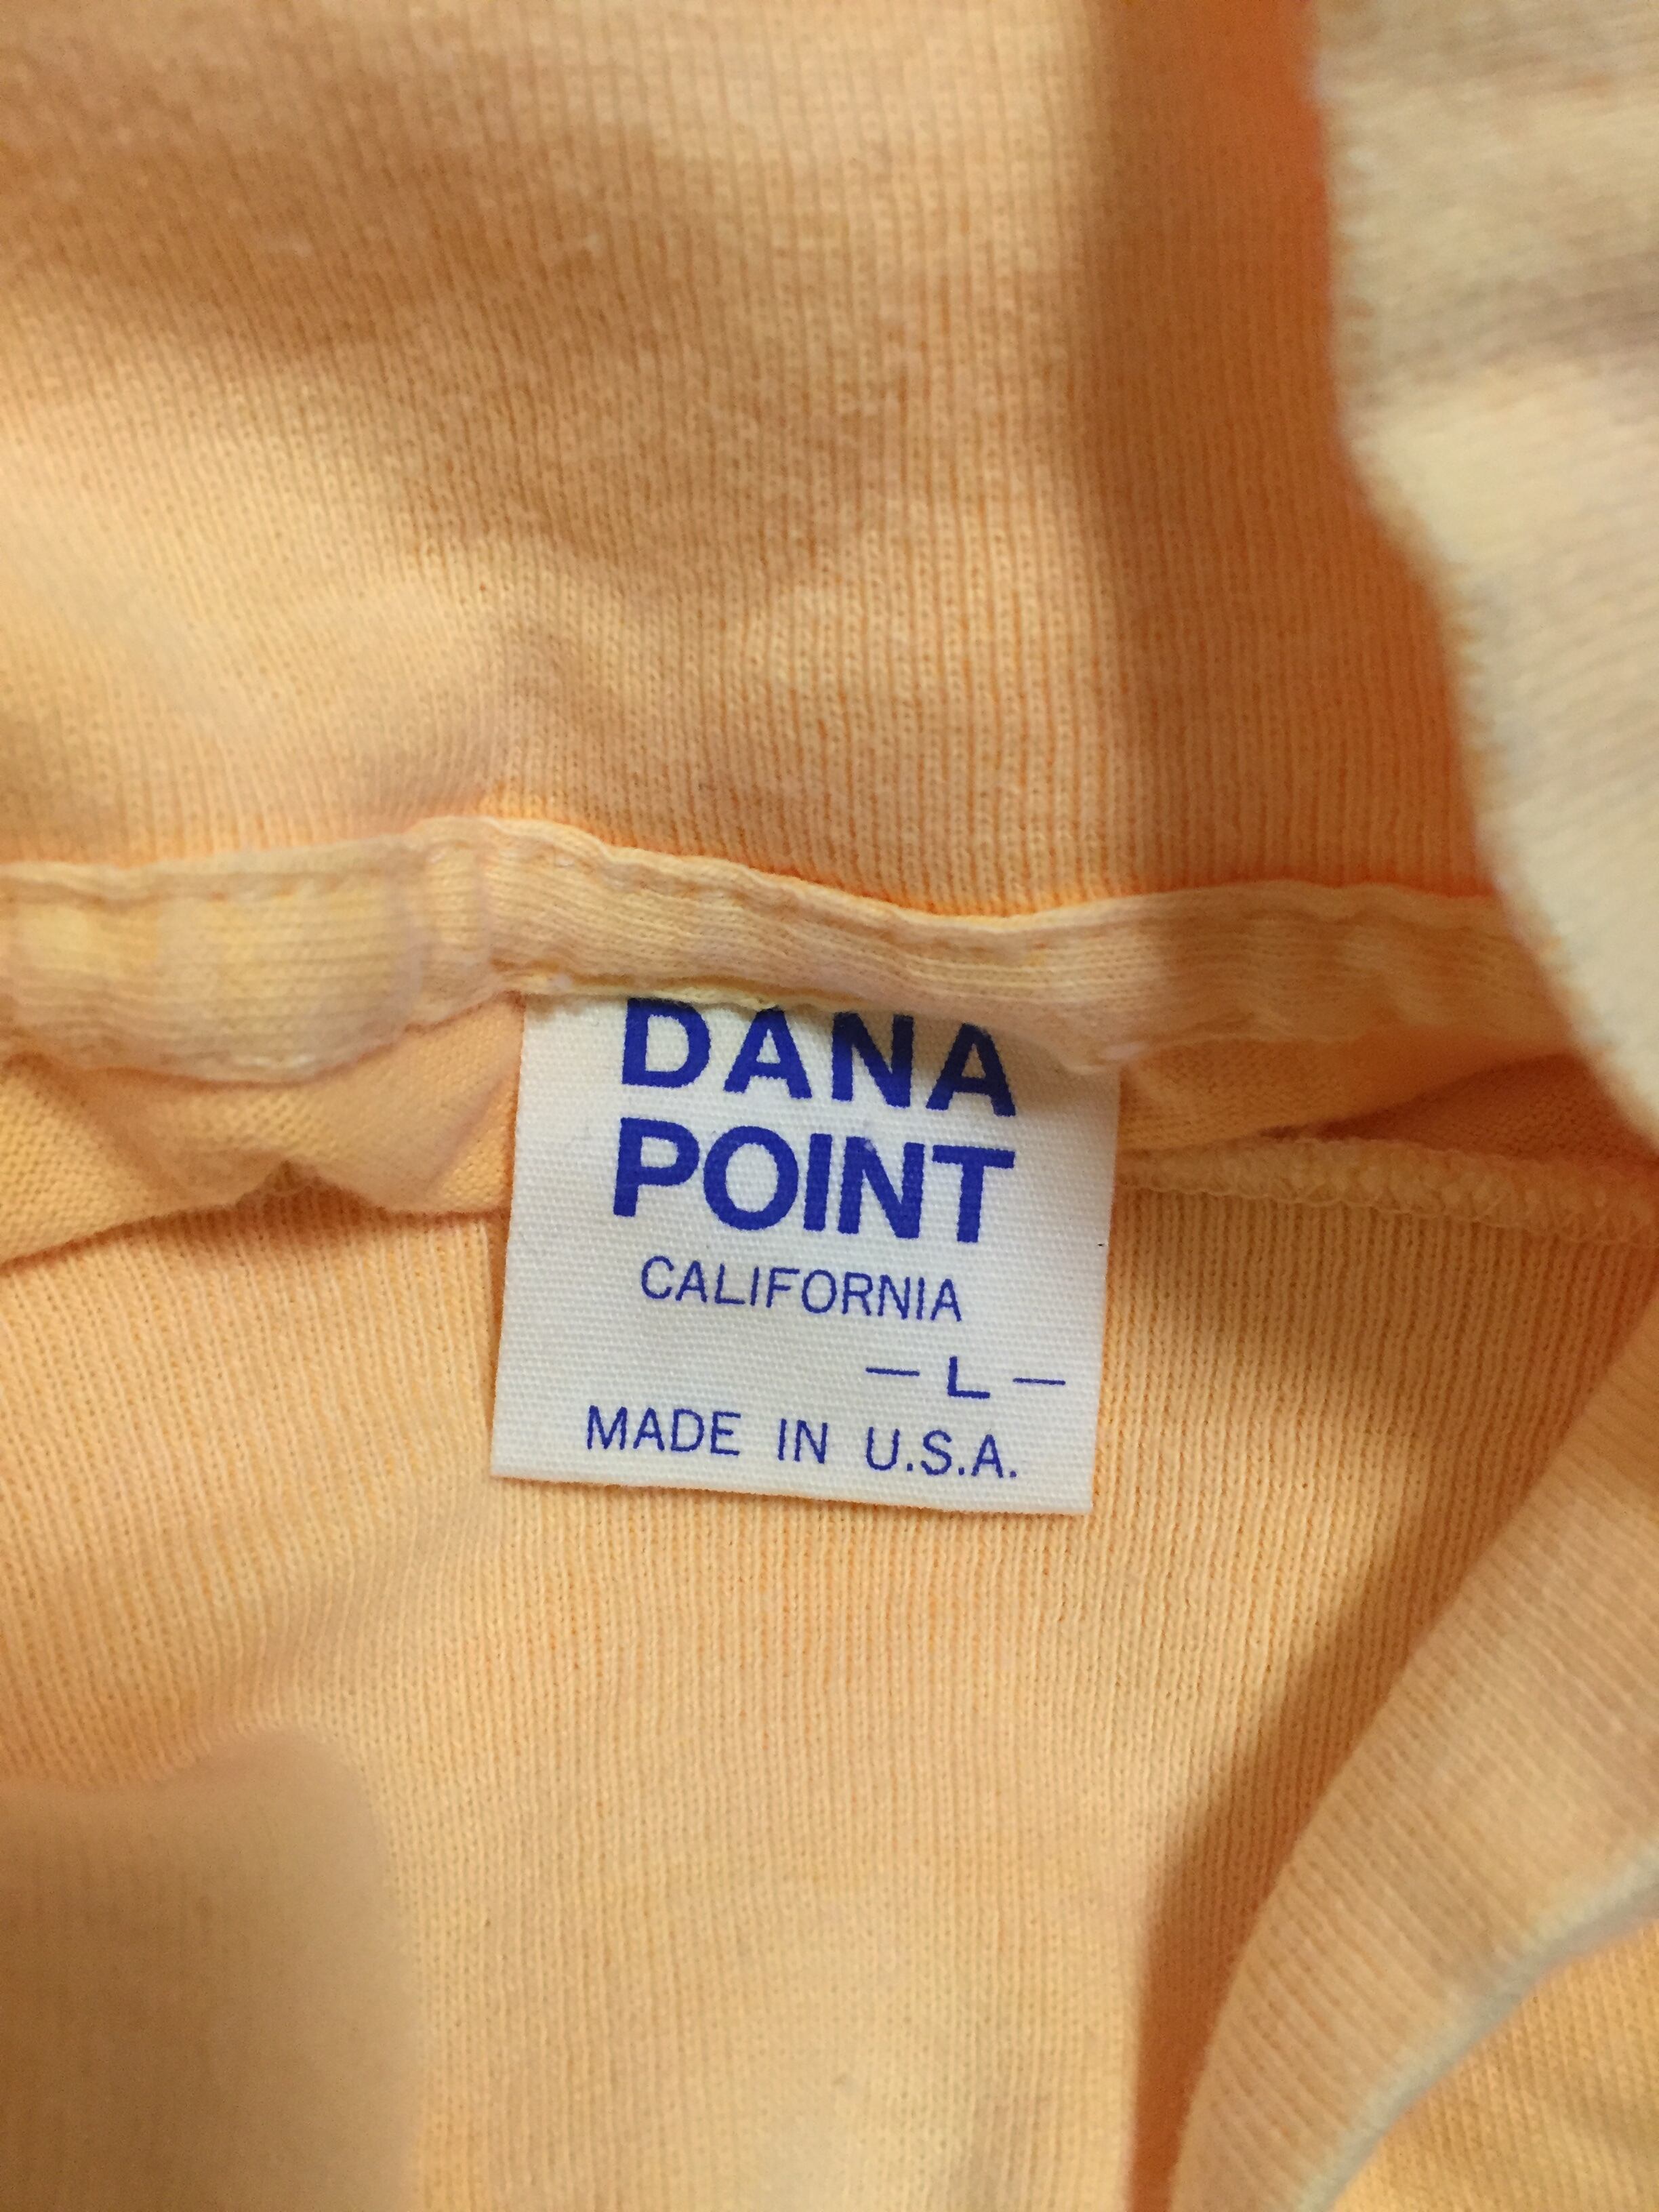 DANA
POINT
CALIFORNIA
— L —
MADE IN U.S.A.